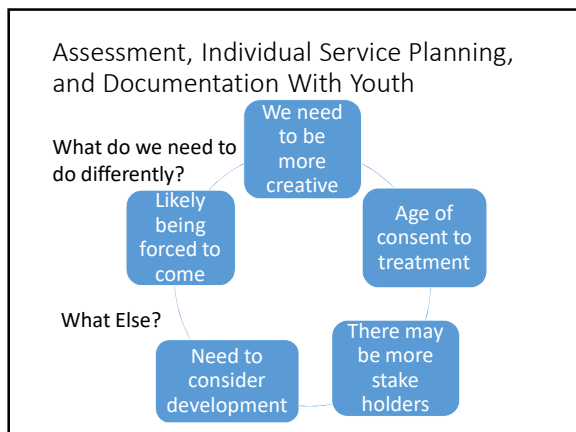 Assessment, Individual Service Planning,
and Documentation With Youth
What do we need to
do differently?
We need
to be
more
creative
Age of
consent to
treatment
There may
be more
stake
holders
Need to
consider
development
Likely
being
forced to
come
What Else?